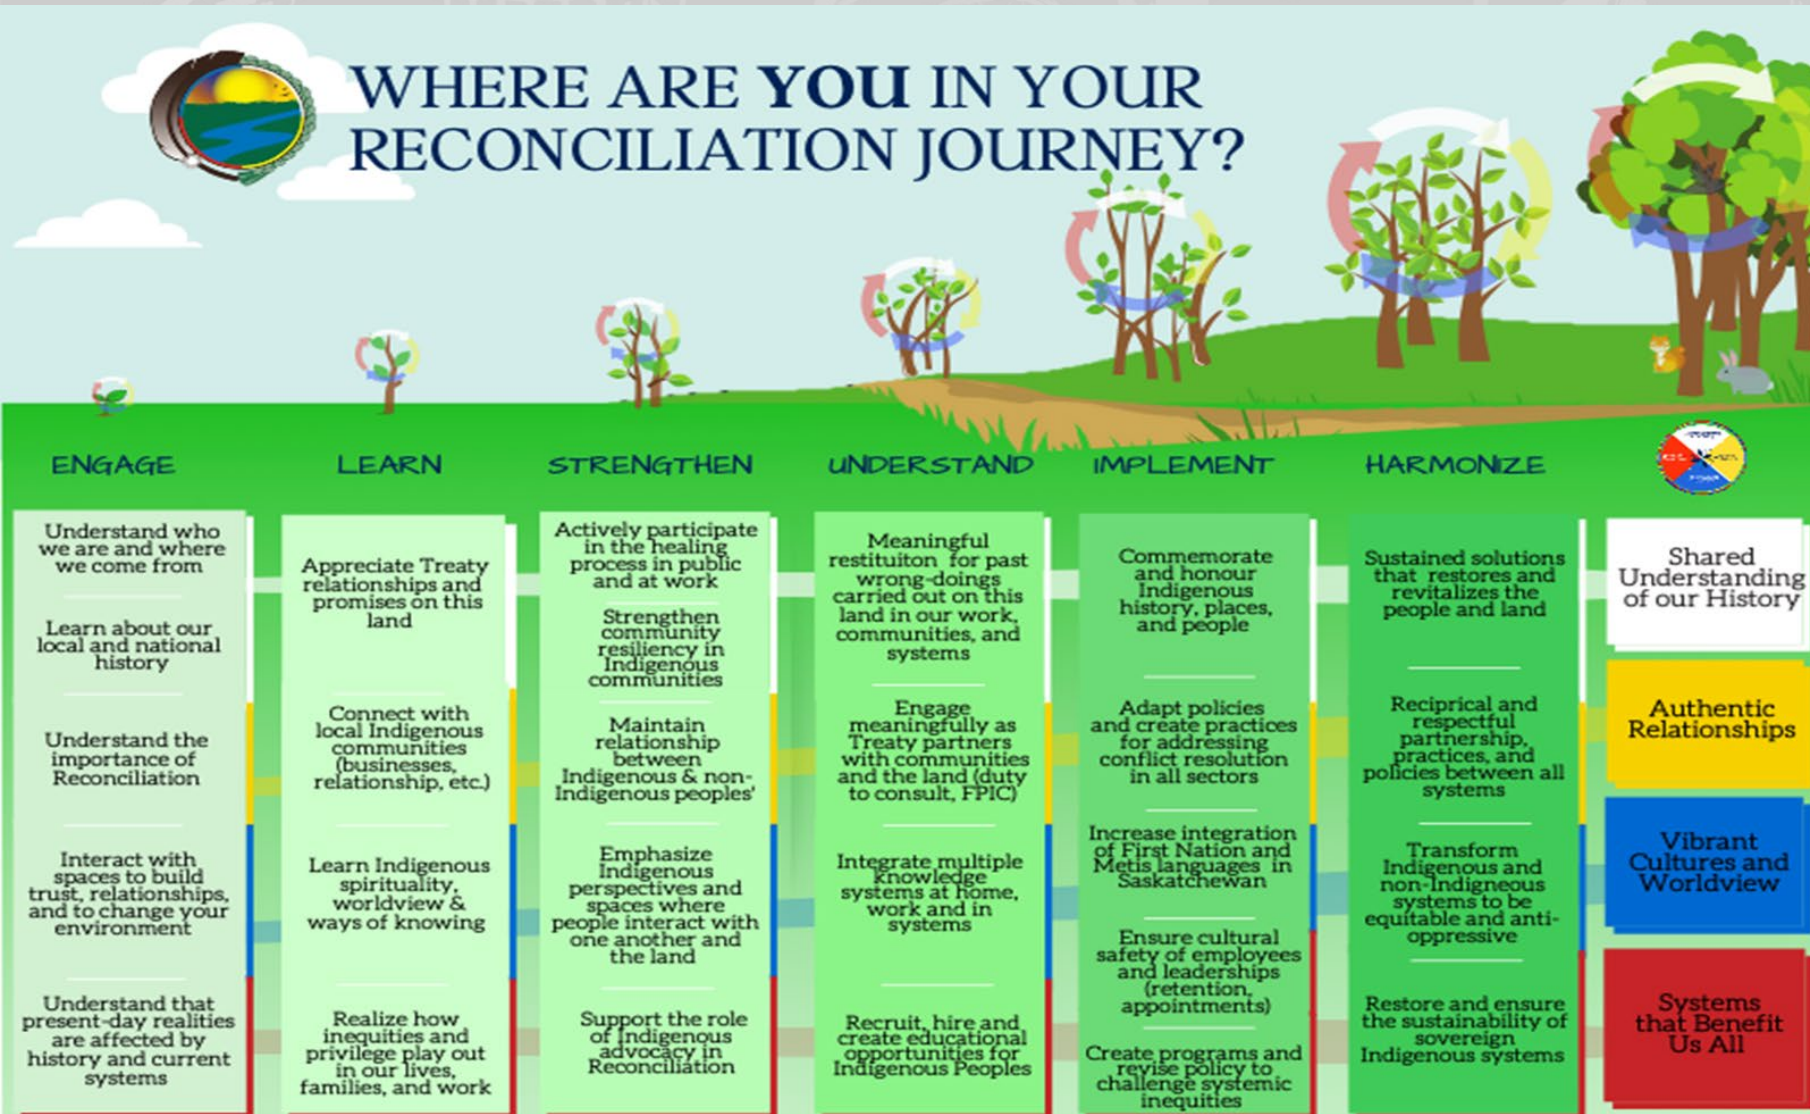 WHERE ARE YOU IN YOUR
RECONCILIATION JOURNEY?
ENGAGE
Understand who
we are and where
we come from
Learn about our
local and national
history
Understand the
importance of
Reconciliation
Interact with
spaces to build
trust, relationships,
and to change your
environment
Understand that
present-day realities
are affected by
history and current
systems
LEARN
Appreciate Treaty
relationships and
promises on this
land
Connect with
local Indigenous
communities
(businesses,
relationship, etc.)
Learn Indigenous
spirituality,
worldview &
ways of knowing
Realize how
inequities and
privilege play out
in our lives,
families, and work
STRENGTHEN
Actively participate
in the healing
process in public
and at work
Strengthen
community
resiliency in
Indigenous
communities
Maintain
relationship
between
Indigenous & non-
Indigenous peoples'
Emphasize
Indigenous
perspectives and
spaces where
people interact with
one another and
the land
Support the role
of Indigenous
advocacy in
Reconciliation
UNDERSTAND
Meaningful
restituiton for past
wrong-doings
carried out on this
land in our work,
communities, and
systems
Engage
meaningfully as
Treaty partners
with communities
and the land (duty
to consult, FPIC)
Integrate multiple
knowledge
systems at home,
work and in
systems
Recruit, hire and
create educational
opportunities for
Indigenous Peoples
IMPLEMENT
Commemorate
and honour
Indigenous
history, places,
and people
Adapt policies
and create practices
for addressing
conflict resolution
in all sectors
Increase integration
of First Nation and
Metis languages in
Saskatchewan
Ensure cultural
safety of employees
and leaderships
(retention,
appointments)
Create programs and
revise policy to
challenge systemic
inequities
HARMONIZE
Sustained solutions
that restores and
revitalizes the
people and land
Reciprical and
respectful
partnership,
practices, and
policies between all
systems
Transform
Indigenous and
non-Indigneous
systems to be
equitable and anti-
oppressive
Restore and ensure
the sustainability of
sovereign
Indigenous systems
Shared
Understanding
of our History
Authentic
Relationships
Vibrant
Cultures and
Worldview
Systems
that Benefit
Us All